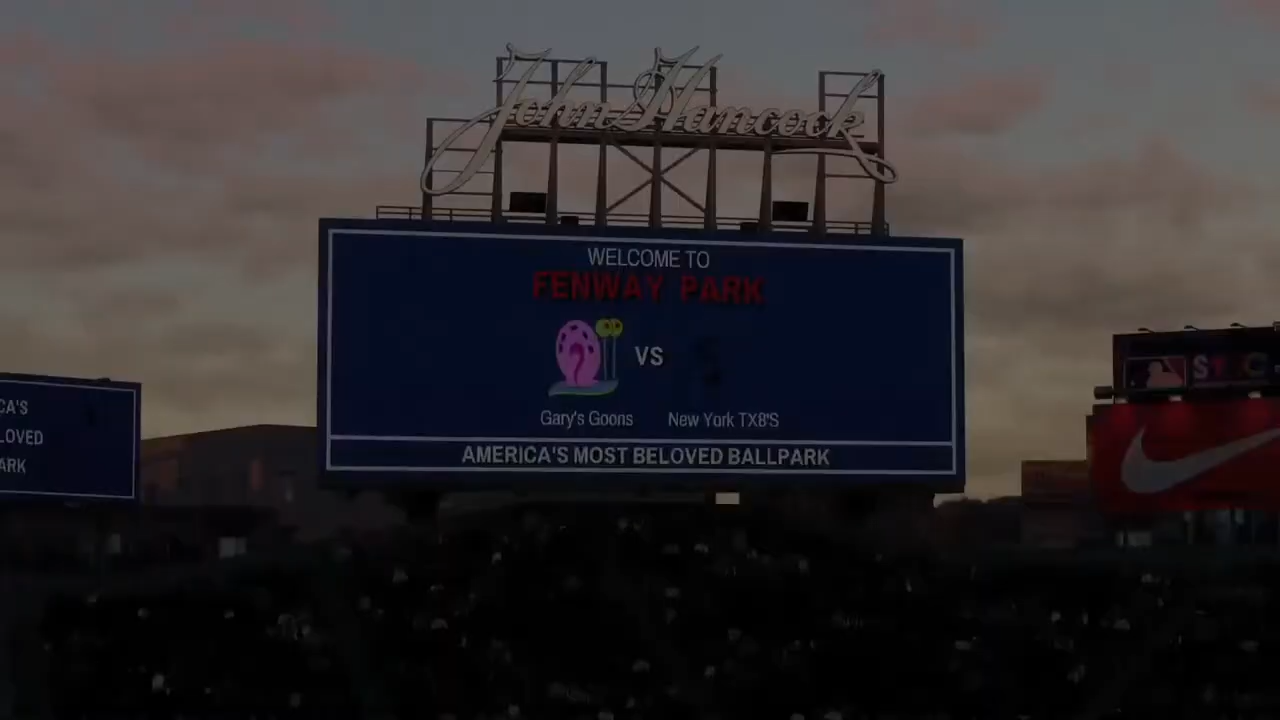 John Hancock
WELCOME TO
FENWAY PARK
VS
Gary's Goons
New York TX8'S
AMERICA'S MOST BELOVED BALLPARK
CA'S
LOVED
ARK